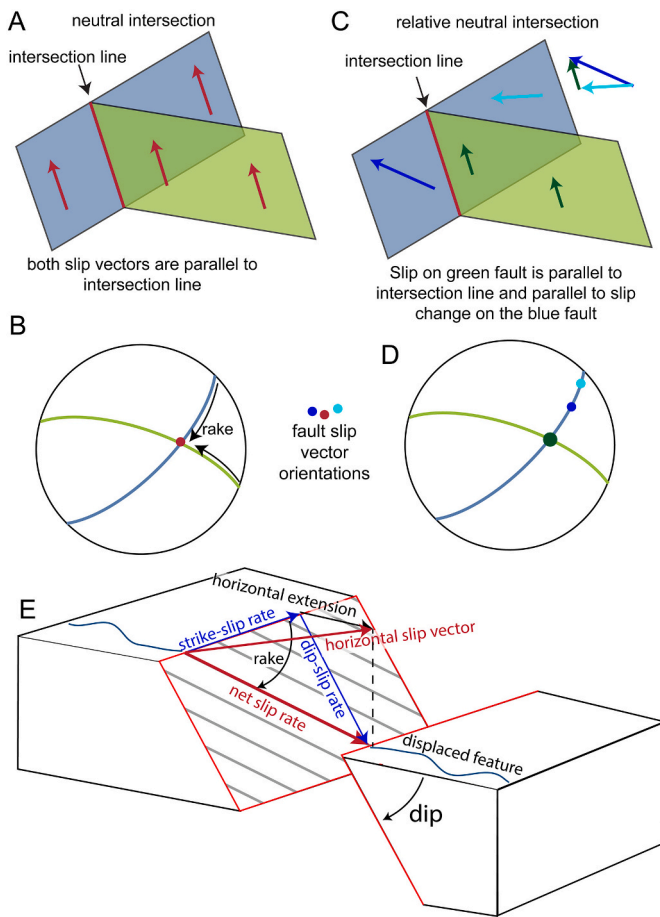 A
neutral intersection
intersection line
both slip vectors are parallel to
intersection line
C
relative neutral intersection
intersection line
Slip on green fault is parallel to
intersection line and parallel to slip
change on the blue fault
B
rake
fault slip
vector
orientations
D
E
horizontal extension
strike-slip rate
horizontal slip vector
rake
dip-slip rate
net slip rate
displaced feature
dip